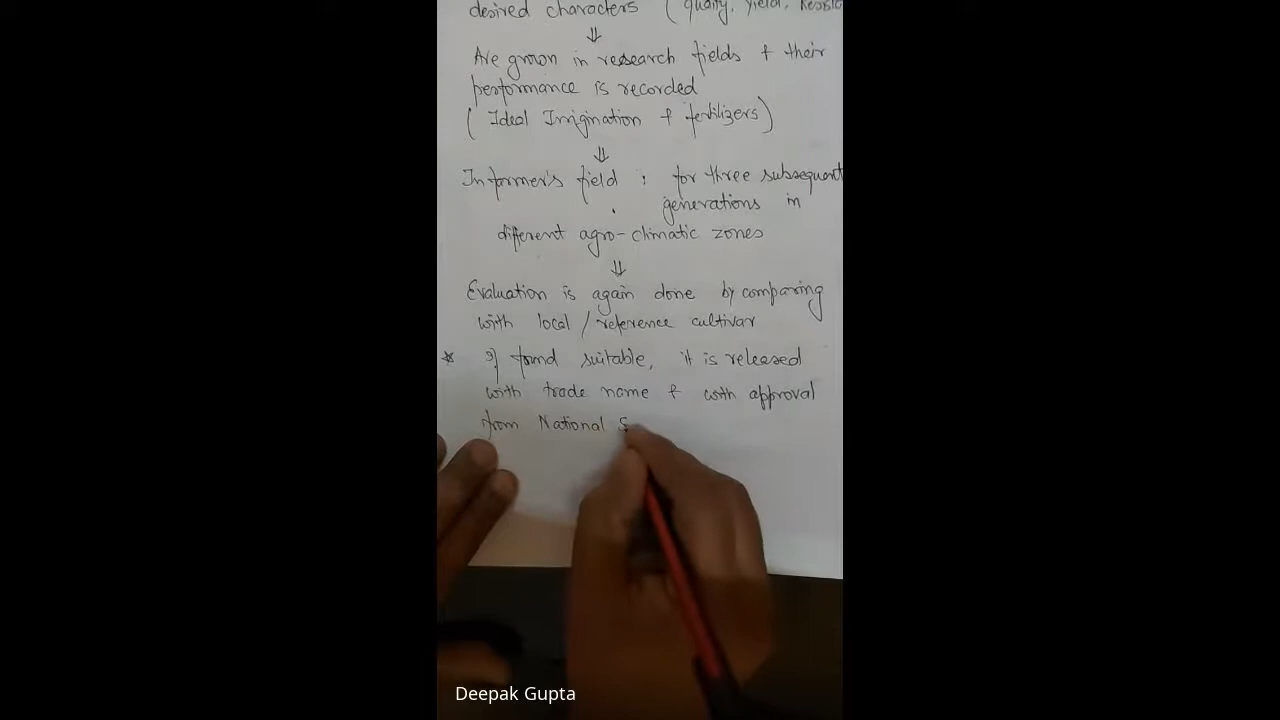 desired characters ( Quality, Yield, Resis
⇓
Are grown in research fields & their
performance is recorded
( Ideal Irrigination & fertilizers)
⇓
In farmer's field : for three subsequent
generations in
different agro-climatic zones
⇓
Evaluation is again done by comparing
with local / reference cultivar
* If found suitable, it is released
with trade name & with approval
from National S
Deepak Gupta